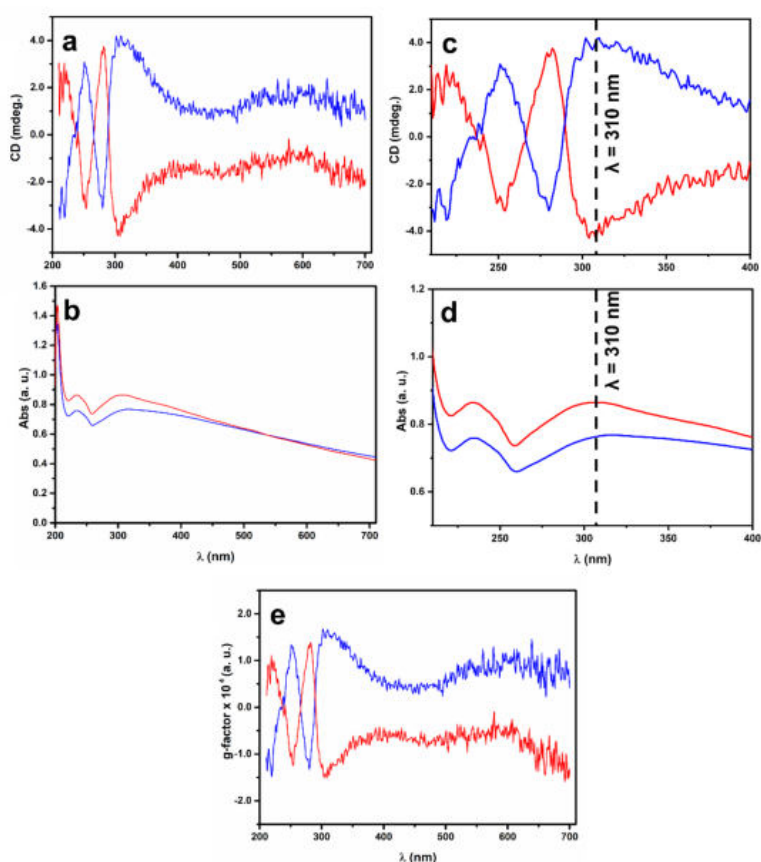 a
4.0
2.0
0.0
-2.0
-4.0
CD (mdeg.)
200 300 400 500 600 700
c
4.0
2.0
0.0
-2.0
-4.0
CD (mdeg.)
λ = 310 nm
250 300 350 400
b
1.6
1.4
1.2
1.0
0.8
0.6
0.4
0.2
0.0
Abs (a. u.)
200 300 400 500 600 700
λ (nm)
d
1.2
1.0
0.8
0.6
Abs (a. u.)
λ = 310 nm
250 300 350 400
λ (nm)
e
2.0
1.0
0.0
-1.0
-2.0
g-factor x 10⁻⁴ (a. u.)
200 300 400 500 600 700
λ (nm)